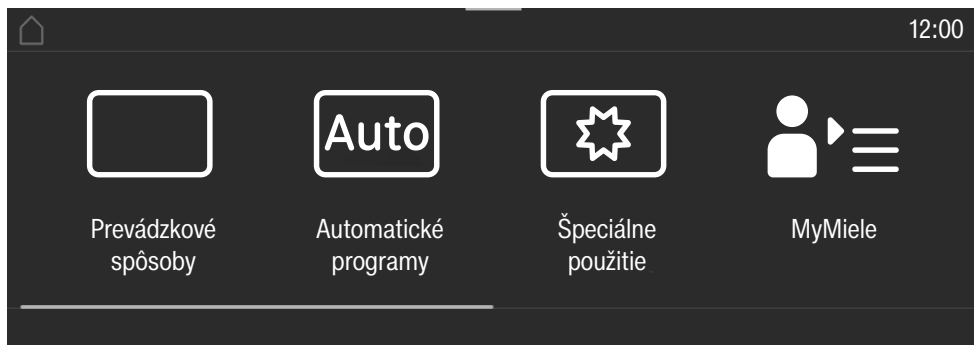 12:00
Auto
Prevádzkové
spôsoby
Automatické
programy
Špeciálne
použitie
MyMiele